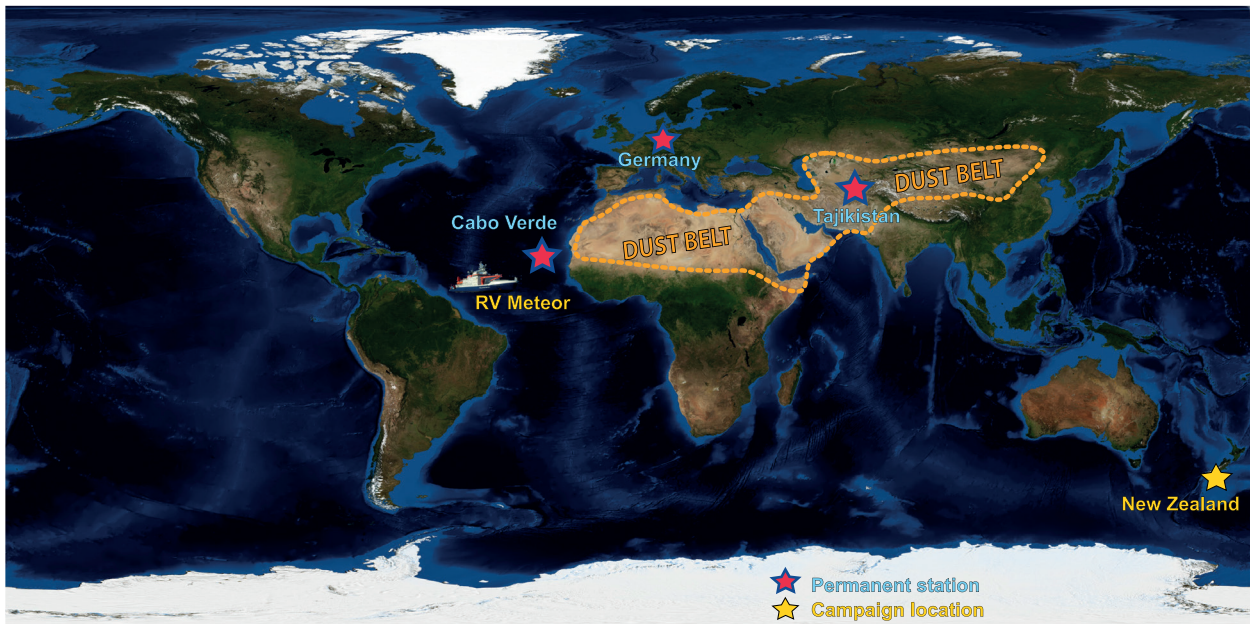 Germany
DUST BELT
Tajikistan
Cabo Verde
DUST BELT
RV Meteor
New Zealand
Permanent station
Campaign location